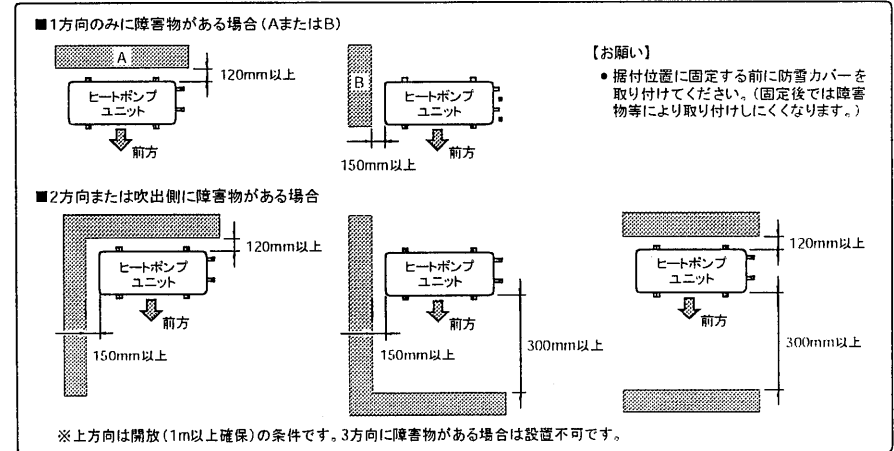 ■1方向のみに障害物がある場合(AまたはB)
A
120mm以上
ヒートポンプ
ユニット
前方
B
ヒートポンプ
ユニット
前方
150mm以上
【お願い】
●据付位置に固定する前に防雪カバーを
取り付けてください。(固定後では障害
物等により取り付けしにくくなります。)
■2方向または吹出側に障害物がある場合
120mm以上
ヒートポンプ
ユニット
前方
150mm以上
ヒートポンプ
ユニット
前方
150mm以上
300mm以上
120mm以上
ヒートポンプ
ユニット
前方
300mm以上
※上方向は開放(1m以上確保)の条件です。3方向に障害物がある場合は設置不可です。